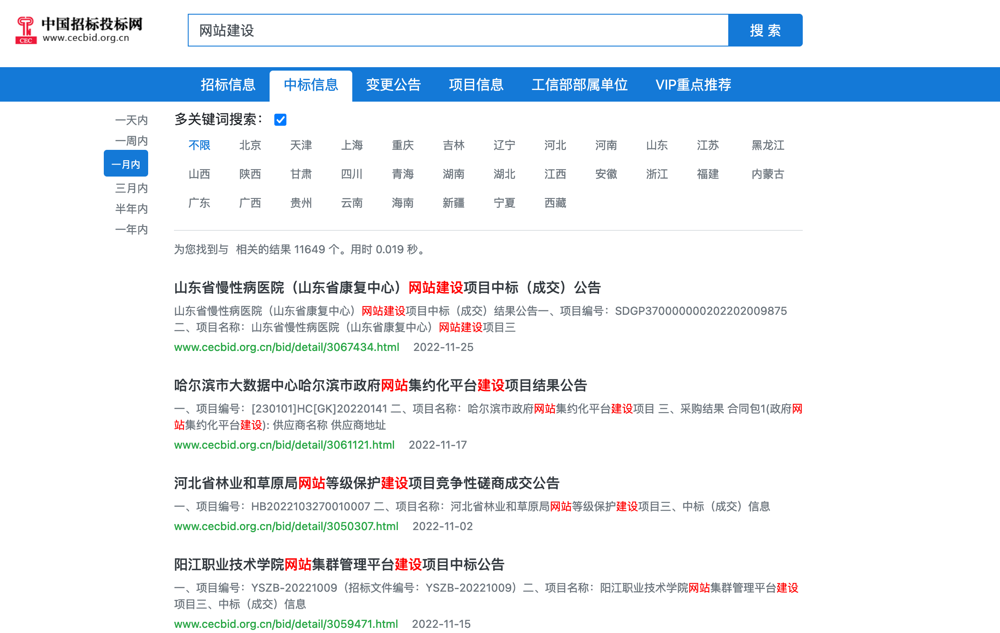 中国招标投标网
www.cecbid.org.cn
CEC
网站建设
搜 索
招标信息 中标信息 变更公告 项目信息 工信部部属单位 VIP重点推荐
一天内
一周内
一月内
三月内
半年内
一年内
多关键词搜索：
不限 北京 天津 上海 重庆 吉林 辽宁 河北 河南 山东 江苏 黑龙江
山西 陕西 甘肃 四川 青海 湖南 湖北 江西 安徽 浙江 福建 内蒙古
广东 广西 贵州 云南 海南 新疆 宁夏 西藏
为您找到与 相关的结果 11649 个。用时 0.019 秒。
山东省慢性病医院（山东省康复中心）网站建设项目中标（成交）公告
山东省慢性病医院（山东省康复中心）网站建设项目中标（成交）结果公告一、项目编号：SDGP370000000202202009875
二、项目名称：山东省慢性病医院（山东省康复中心）网站建设项目三
www.cecbid.org.cn/bid/detail/3067434.html 2022-11-25
哈尔滨市大数据中心哈尔滨市政府网站集约化平台建设项目结果公告
一、项目编号：[230101]HC[GK]20220141 二、项目名称：哈尔滨市政府网站集约化平台建设项目 三、采购结果 合同包1(政府网
站集约化平台建设): 供应商名称 供应商地址
www.cecbid.org.cn/bid/detail/3061121.html 2022-11-17
河北省林业和草原局网站等级保护建设项目竞争性磋商成交公告
一、项目编号：HB2022103270010007 二、项目名称：河北省林业和草原局网站等级保护建设项目三、中标（成交）信息
www.cecbid.org.cn/bid/detail/3050307.html 2022-11-02
阳江职业技术学院网站集群管理平台建设项目中标公告
一、项目编号：YSZB-20221009（招标文件编号：YSZB-20221009）二、项目名称：阳江职业技术学院网站集群管理平台建设
项目三、中标（成交）信息
www.cecbid.org.cn/bid/detail/3059471.html 2022-11-15